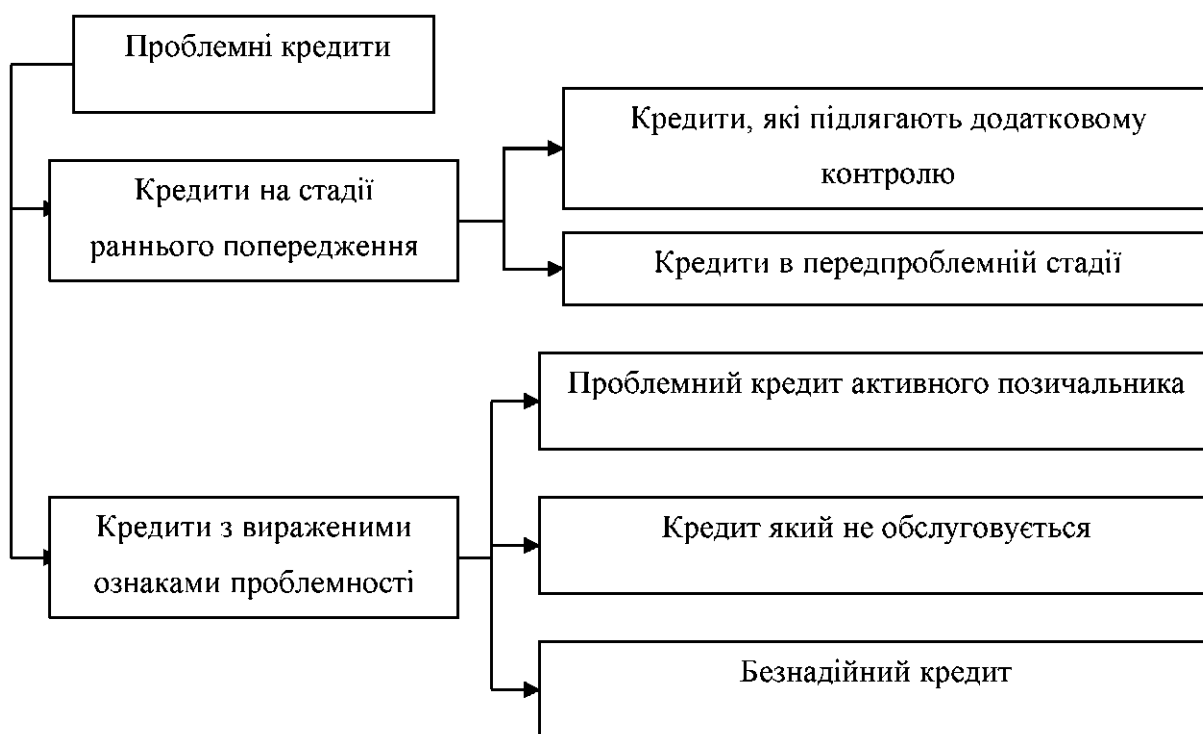 Проблемні кредити
Кредити на стадії
раннього попередження
Кредити, які підлягають додатковому
контролю
Кредити в передпроблемній стадії
Кредити з вираженими
ознаками проблемності
Проблемний кредит активного позичальника
Кредит який не обслуговується
Безнадійний кредит